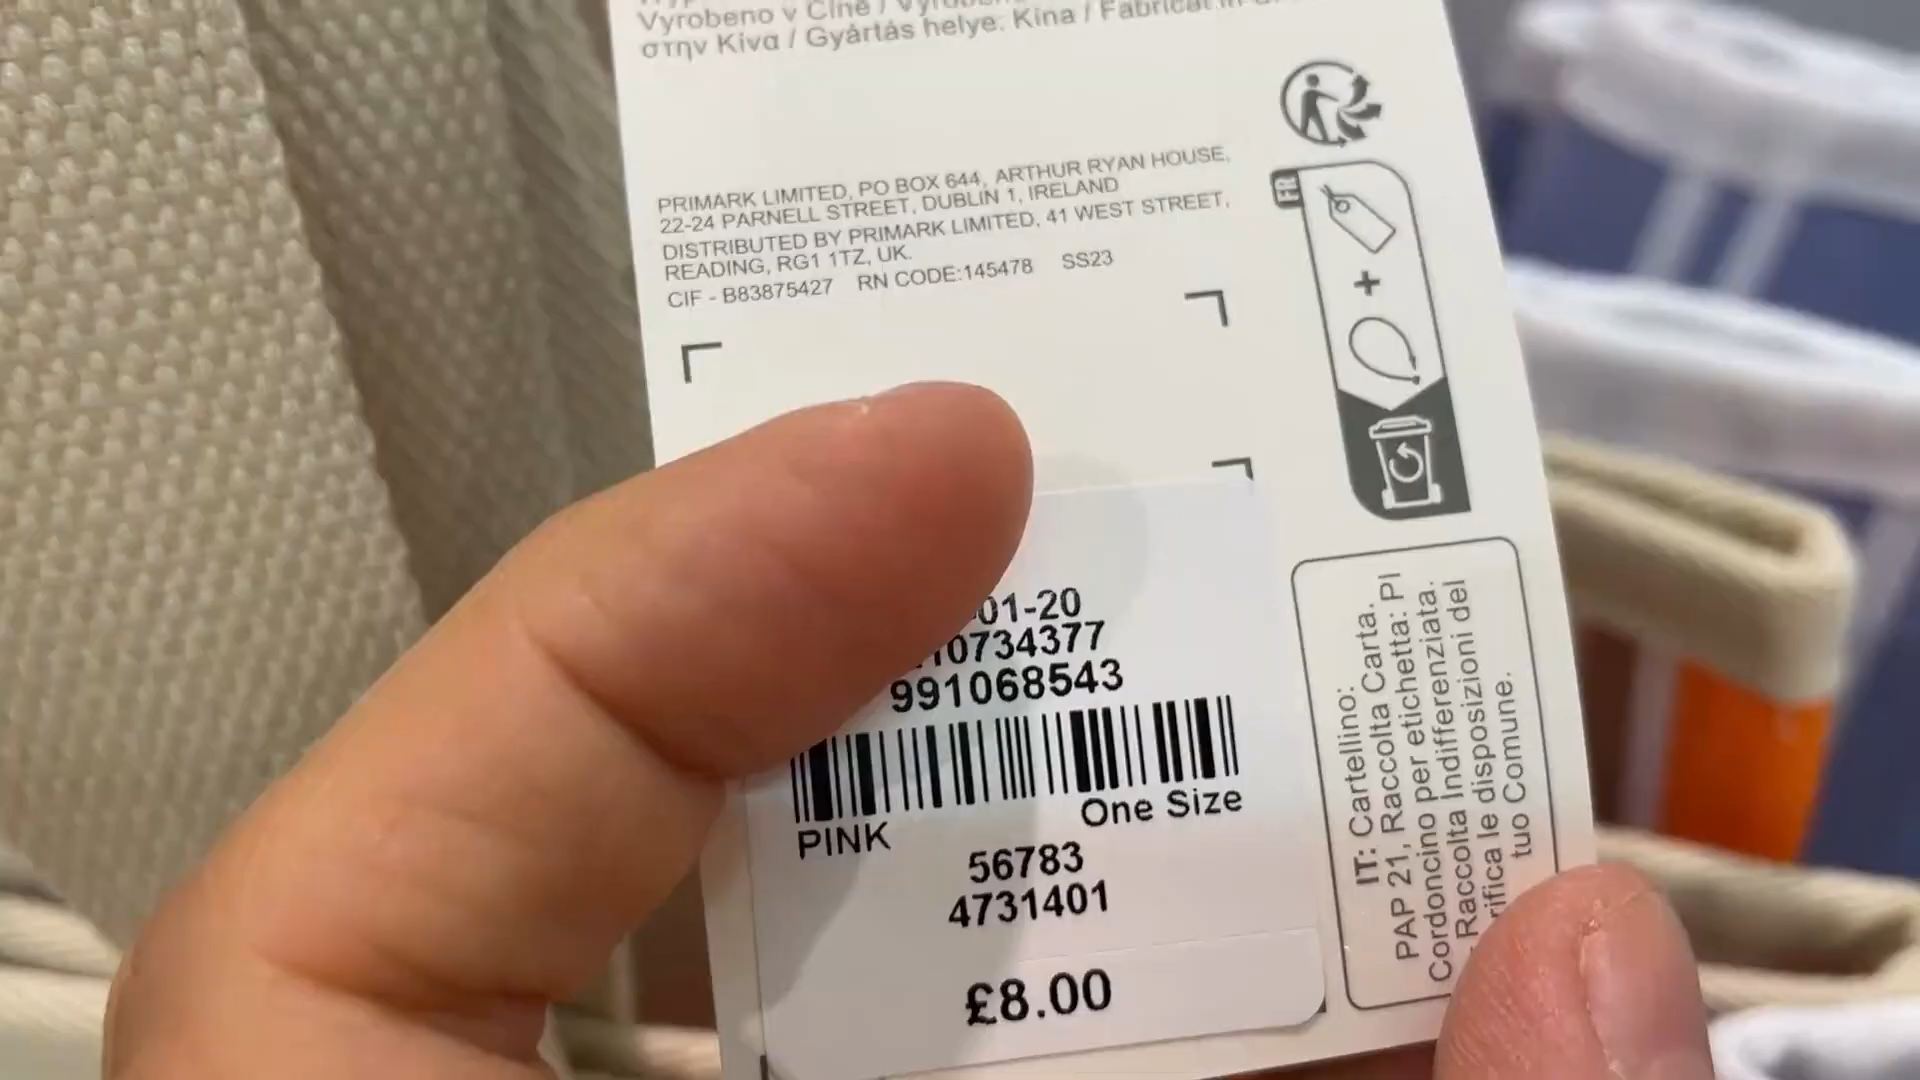 Vyrobeno v Číně /
στην Κίνα / Gyártás helye: Kína / Fabricat în
PRIMARK LIMITED, PO BOX 644, ARTHUR RYAN HOUSE,
22-24 PARNELL STREET, DUBLIN 1, IRELAND
DISTRIBUTED BY PRIMARK LIMITED, 41 WEST STREET,
READING, RG1 1TZ, UK.
CIF - B83875427 RN CODE:145478 SS23
FR
+
01-20
10734377
991068543
PINK One Size
56783
4731401
£8.00
IT: Cartellino:
PAP 21, Raccolta Carta.
Cordoncino per etichetta: PI
Raccolta Indifferenziata.
rifica le disposizioni del
tuo Comune.